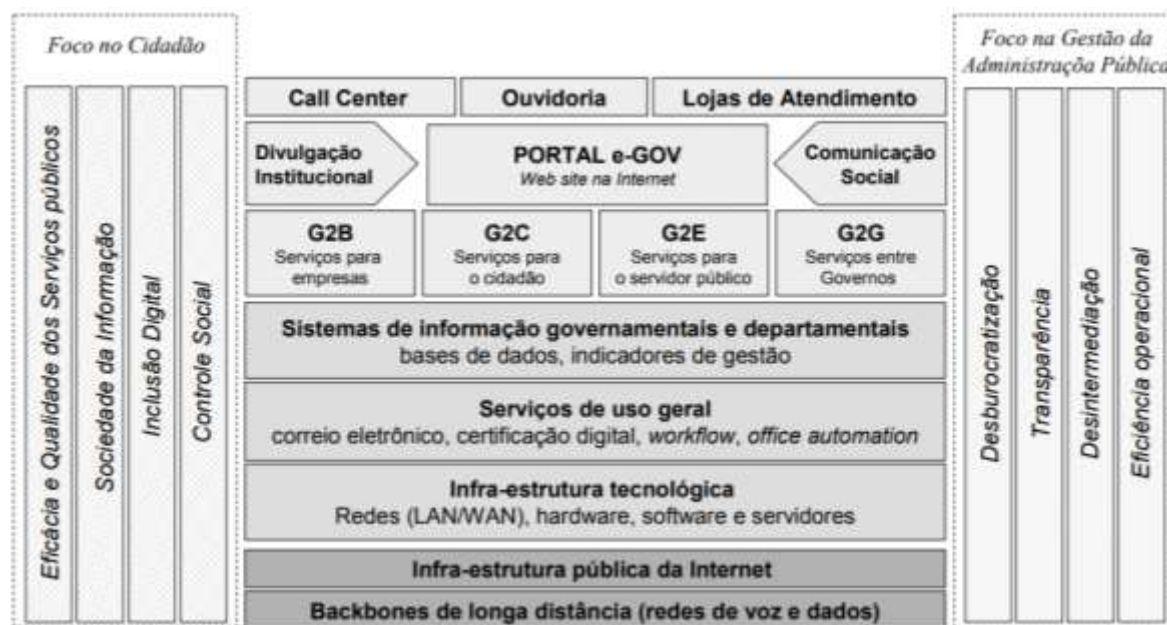 Foco no Cidadão
Eficácia e Qualidade dos Serviços públicos
Sociedade da Informação
Inclusão Digital
Controle Social
Call Center
Ouvidoria
Lojas de Atendimento
Divulgação
Institucional
PORTAL e-GOV
Web site na Internet
Comunicação
Social
G2B
Serviços para
empresas
G2C
Serviços para
o cidadão
G2E
Serviços para
o servidor público
G2G
Serviços entre
Governos
Sistemas de informação governamentais e departamentais
bases de dados, indicadores de gestão
Serviços de uso geral
correio eletrônico, certificação digital, workflow, office automation
Infra-estrutura tecnológica
Redes (LAN/WAN), hardware, software e servidores
Infra-estrutura pública da Internet
Backbones de longa distância (redes de voz e dados)
Foco na Gestão da
Administraçõa Pública
Desburocratização
Transparência
Desintermediação
Eficiência operacional